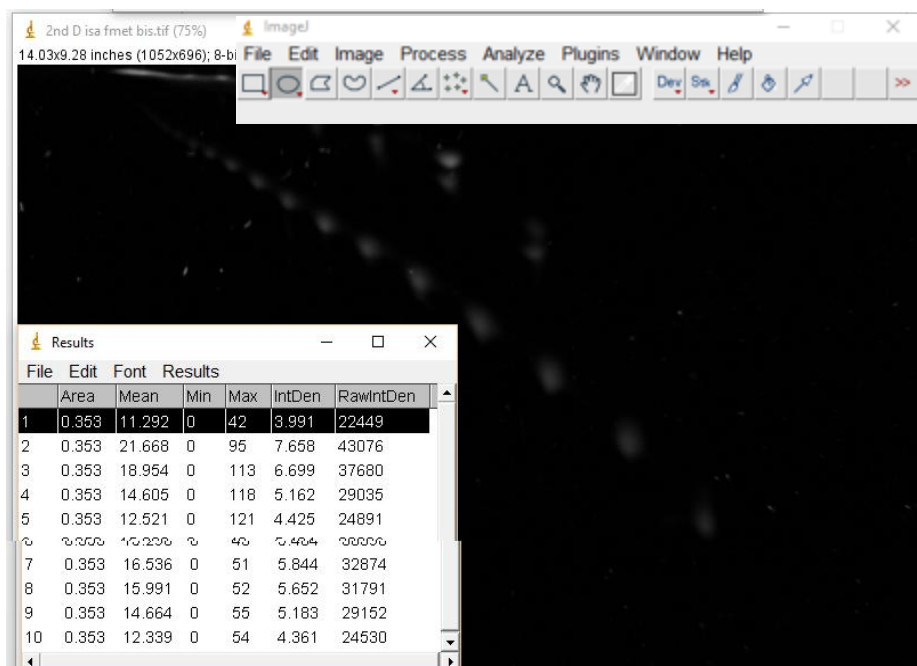 2nd D isa fmet bis.tif (75%)
ImageJ
14.03x9.28 inches (1052x696); 8-bi
File Edit Image Process Analyze Plugins Window Help
A Dev Stk >>
Results
File Edit Font Results
Area Mean Min Max IntDen RawIntDen
1 0.353 11.292 0 42 3.991 22449
2 0.353 21.668 0 95 7.658 43076
3 0.353 18.954 0 113 6.699 37680
4 0.353 14.605 0 118 5.162 29035
5 0.353 12.521 0 121 4.425 24891
7 0.353 16.536 0 51 5.844 32874
8 0.353 15.991 0 52 5.652 31791
9 0.353 14.664 0 55 5.183 29152
10 0.353 12.339 0 54 4.361 24530